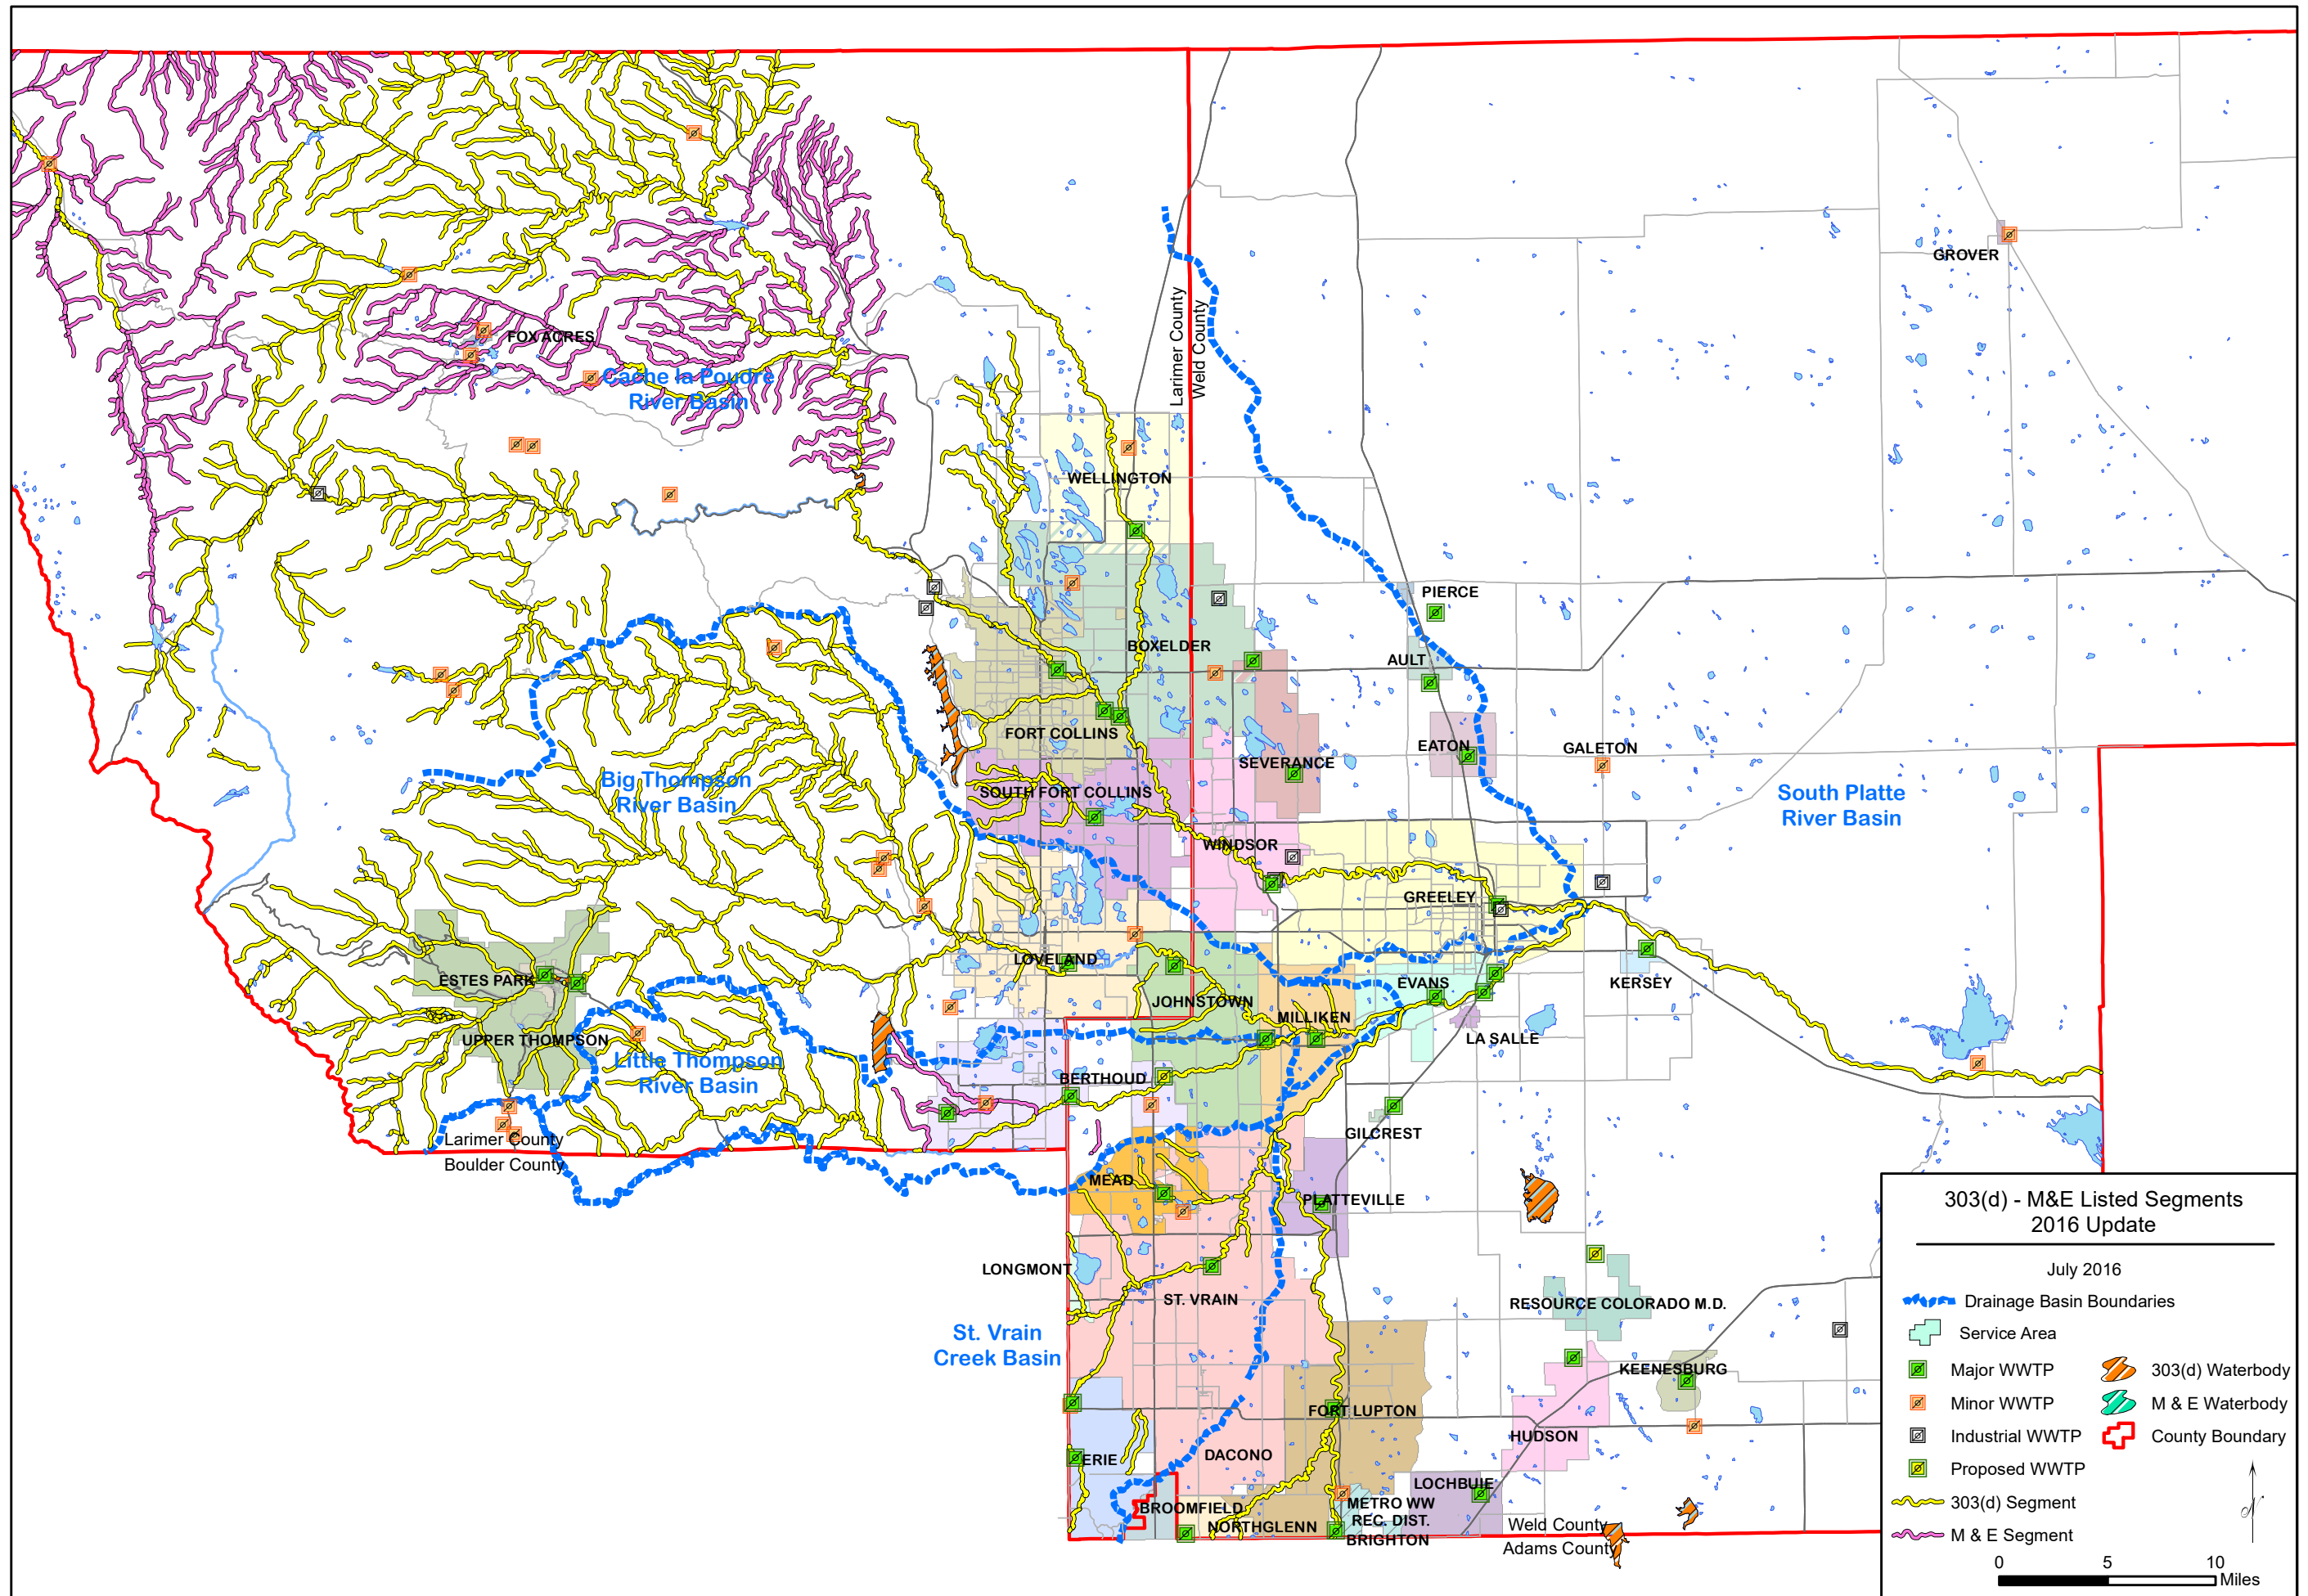 GROVER
Larimer County
Weld County
FOX ACRES
Cache la Poudre
River Basin
WELLINGTON
PIERCE
BOXELDER
AULT
FORT COLLINS
EATON
GALETON
SEVERANCE
Big Thompson
River Basin
SOUTH FORT COLLINS
South Platte
River Basin
WINDSOR
GREELEY
LOVELAND
ESTES PARK
EVANS
KERSEY
JOHNSTOWN
MILLIKEN
UPPER THOMPSON
LA SALLE
Little Thompson
River Basin
BERTHOUD
GILCREST
Larimer County
Boulder County
MEAD
PLATTEVILLE
LONGMONT
ST. VRAIN
RESOURCE COLORADO M.D.
St. Vrain
Creek Basin
KEENESBURG
FORT LUPTON
HUDSON
ERIE
DACONO
LOCHBUIE
BROOMFIELD
METRO WW
REC. DIST.
NORTHGLENN
BRIGHTON
Weld County
Adams County
303(d) - M&E Listed Segments
2016 Update
July 2016
Drainage Basin Boundaries
Service Area
Major WWTP
303(d) Waterbody
Minor WWTP
M & E Waterbody
Industrial WWTP
County Boundary
Proposed WWTP
303(d) Segment
M & E Segment
0 5 10
Miles